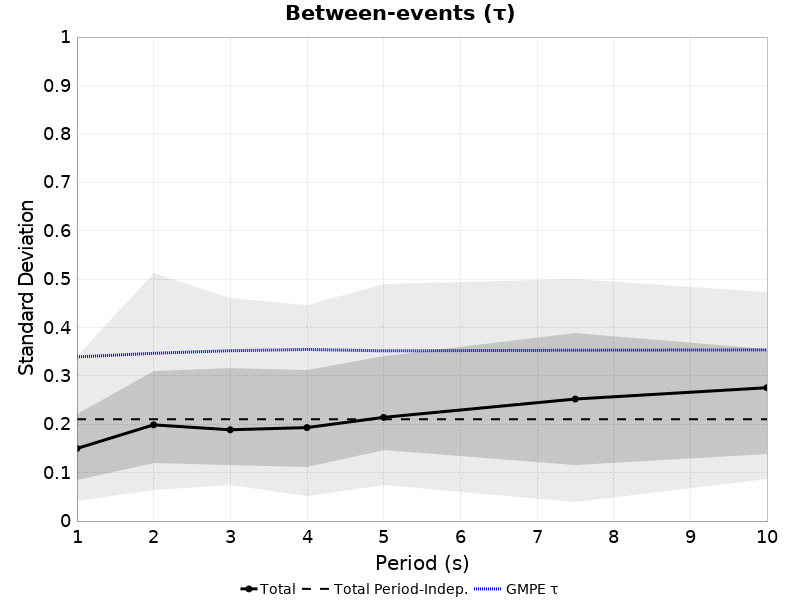 Between-events (τ)
Standard Deviation
1
0.9
0.8
0.7
0.6
0.5
0.4
0.3
0.2
0.1
0
1 2 3 4 5 6 7 8 9 10
Period (s)
Total Total Period-Indep. GMPE τ